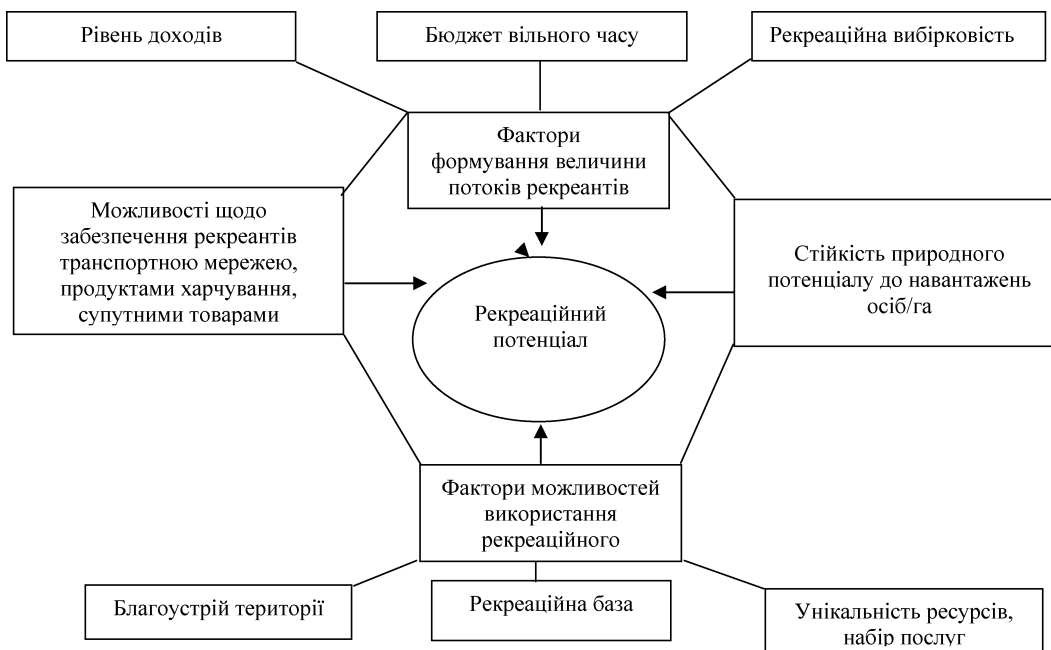 Рівень доходів
Бюджет вільного часу
Рекреаційна вибірковість
Фактори
формування величини
потоків рекреантів
Можливості щодо
забезпечення рекреантів
транспортною мережею,
продуктами харчування,
супутними товарами
Стійкість природного
потенціалу до навантажень
осіб/га
Рекреаційний
потенціал
Фактори можливостей
використання
рекреаційного
Благоустрій території
Рекреаційна база
Унікальність ресурсів,
набір послуг